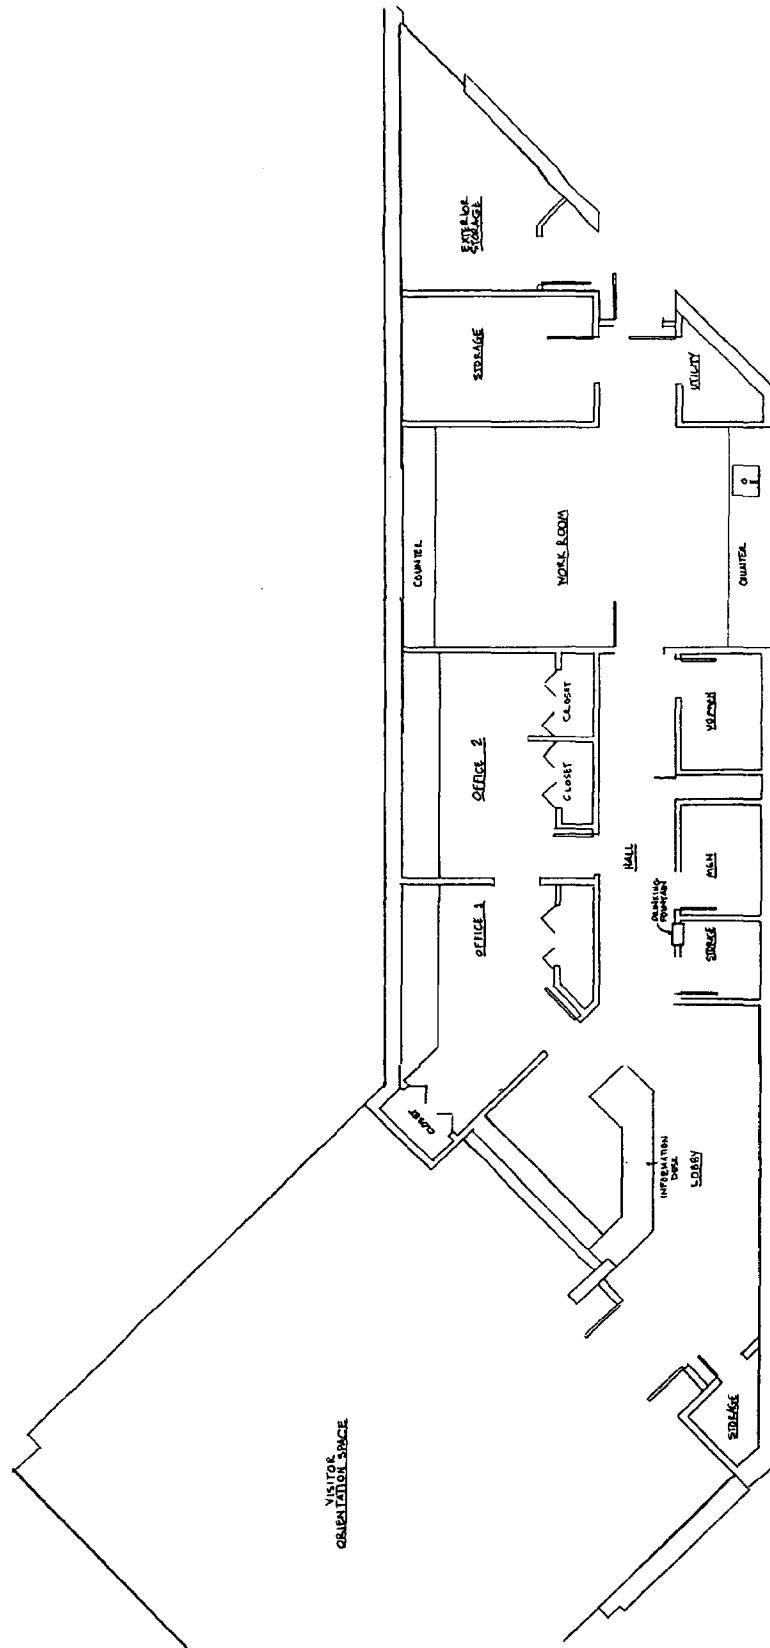 EXTERIOR
STORAGE
STORAGE
UTILITY
COUNTER
WORK ROOM
COUNTER
OFFICE 2
CLOSET
CLOSET
WOMEN
HALL
MEN
DRINKING
FOUNTAIN
OFFICE 1
STORAGE
CLOSET
INFORMATION
DESK
LOBBY
STORAGE
VISITOR
ORIENTATION SPACE